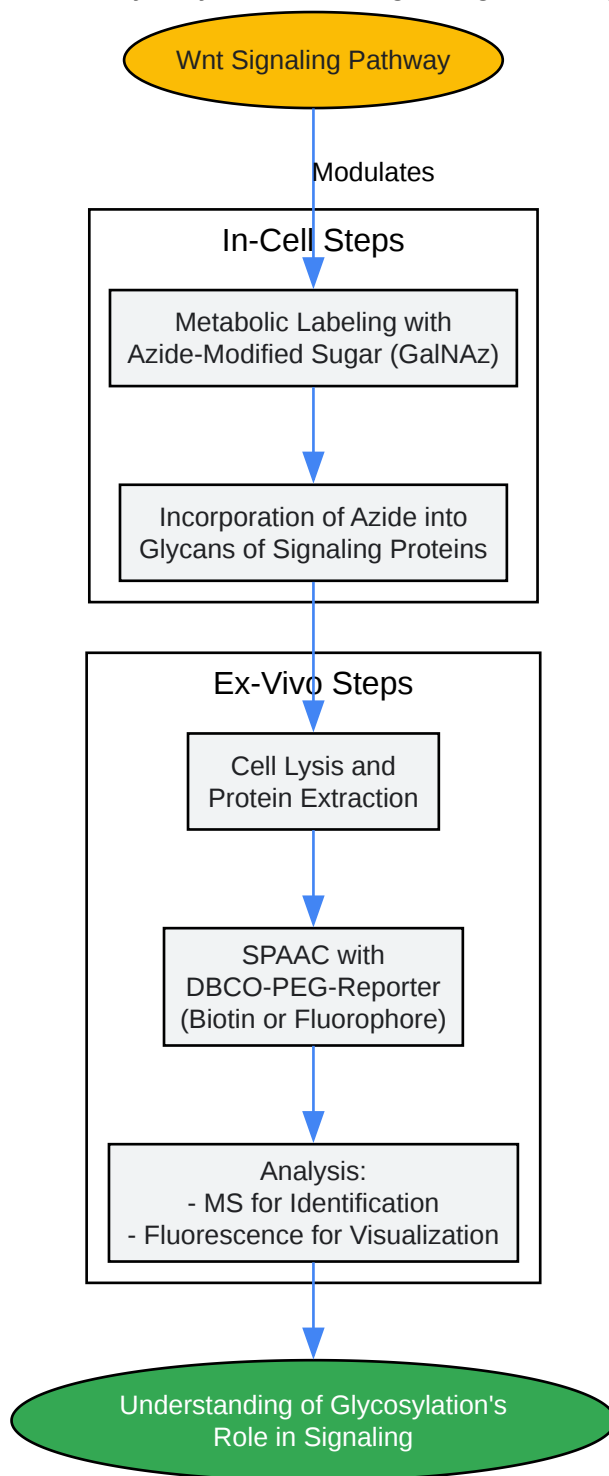 Wnt Signaling Pathway
Modulates
In-Cell Steps
Metabolic Labeling with
Azide-Modified Sugar (GalNAz)
Incorporation of Azide into
Glycans of Signaling Proteins
Ex-Vivo Steps
Cell Lysis and
Protein Extraction
SPAAC with
DBCO-PEG-Reporter
(Biotin or Fluorophore)
Analysis:
- MS for Identification
- Fluorescence for Visualization
Understanding of Glycosylation's
Role in Signaling